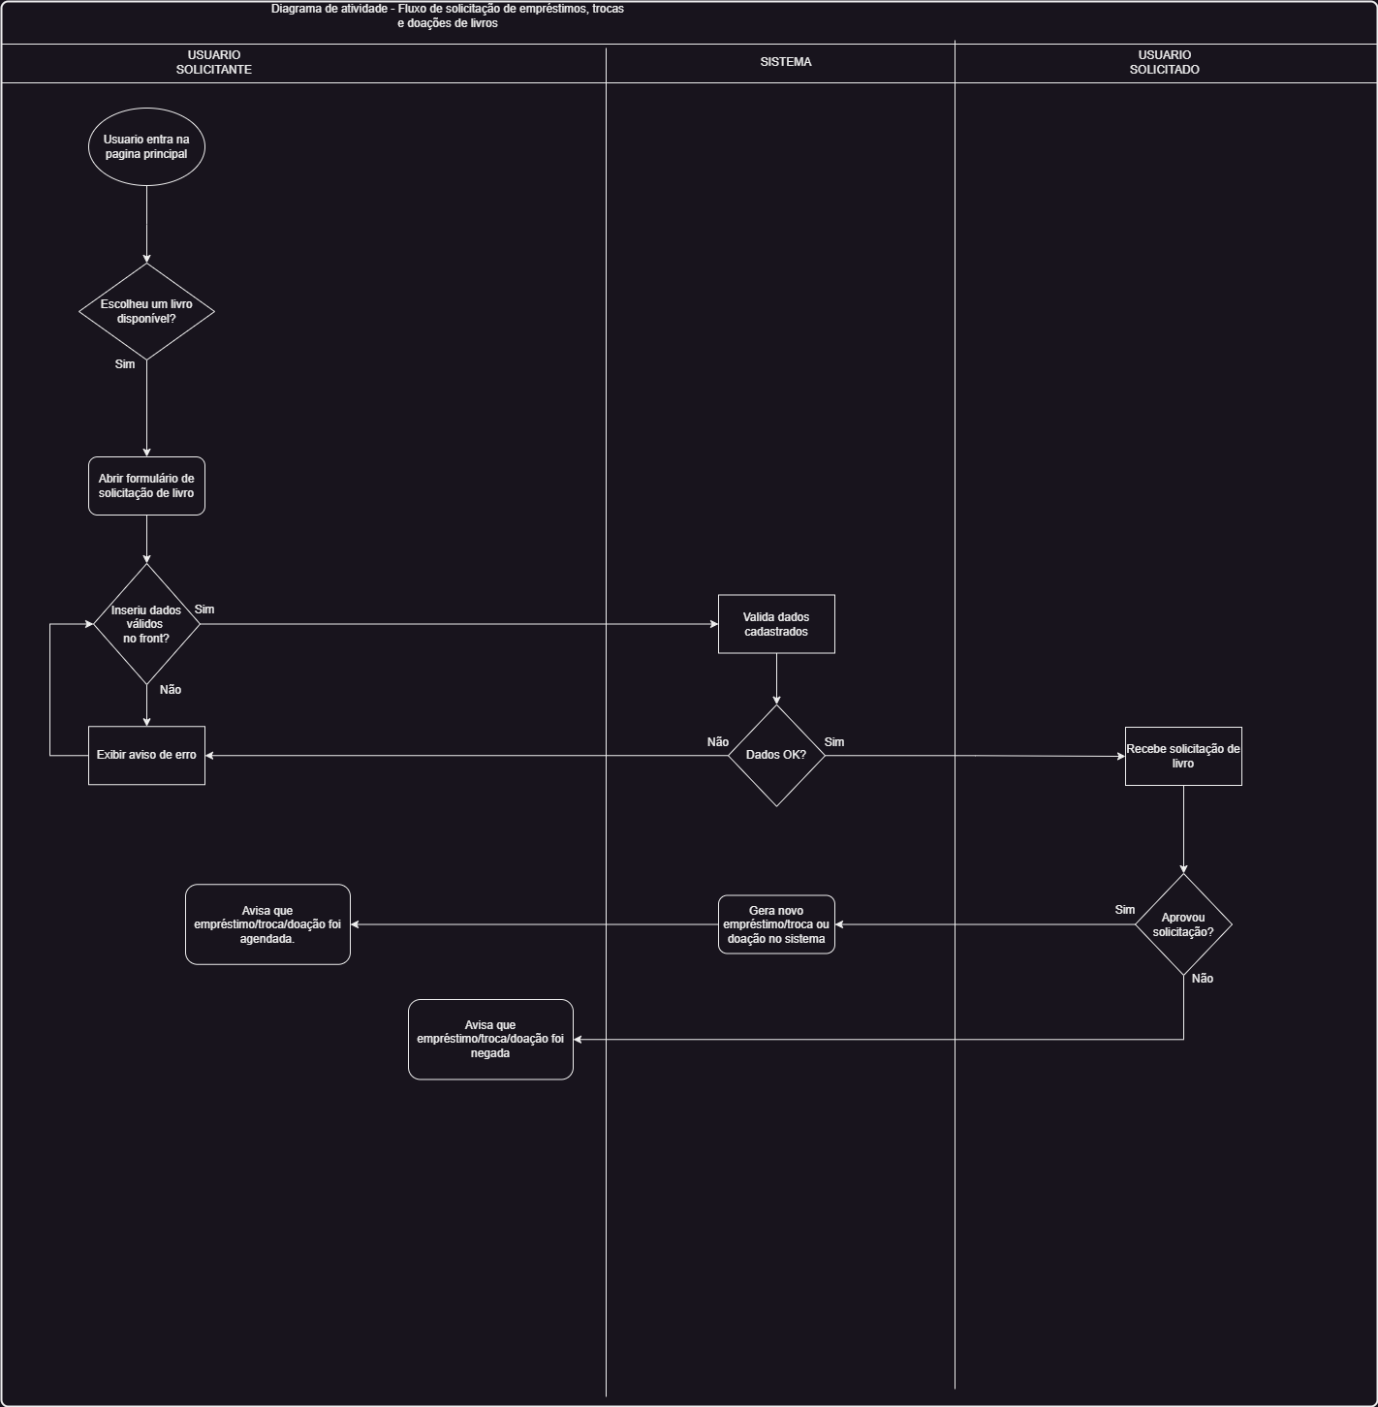 Diagrama de atividade - Fluxo de solicitação de empréstimos, trocas
e doações de livros
USUARIO
SOLICITANTE
SISTEMA
USUARIO
SOLICITADO
Usuario entra na
pagina principal
Escolheu um livro
disponível?
Sim
Abrir formulário de
solicitação de livro
Inseriu dados
válidos
no front?
Sim
Não
Valida dados
cadastrados
Exibir aviso de erro
Não
Dados OK?
Sim
Recebe solicitação de
livro
Avisa que
empréstimo/troca/doação foi
agendada.
Gera novo
empréstimo/troca ou
doação no sistema
Sim
Aprovou
solicitação?
Não
Avisa que
empréstimo/troca/doação foi
negada